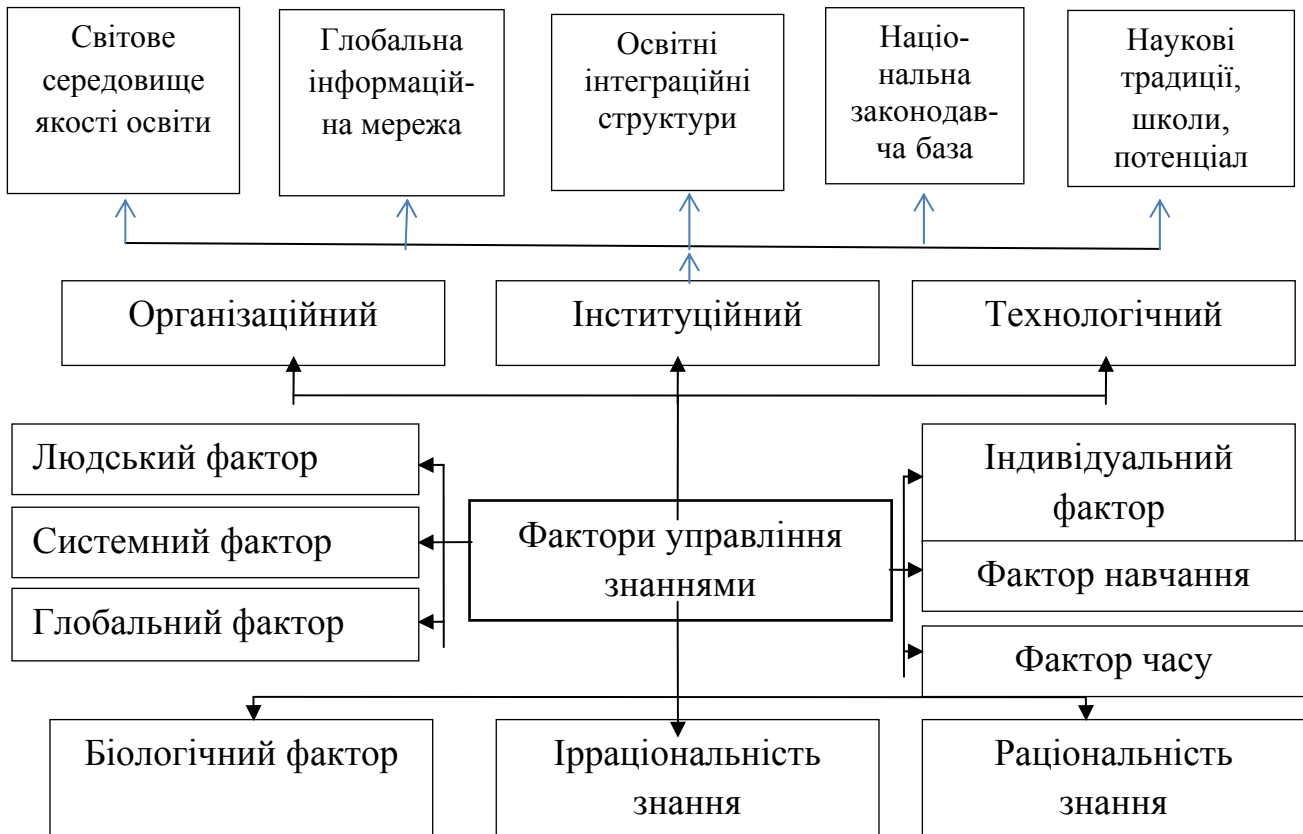 Світове
середовище
якості освіти
Глобальна
інформацій-
на мережа
Освітні
інтеграційні
структури
Націо-
нальна
законодав-
ча база
Наукові
традиції,
школи,
потенціал
Організаційний
Інституційний
Технологічний
Людський фактор
Системний фактор
Глобальний фактор
Фактори управління
знаннями
Індивідуальний
фактор
Фактор навчання
Фактор часу
Біологічний фактор
Ірраціональність
знання
Раціональність
знання